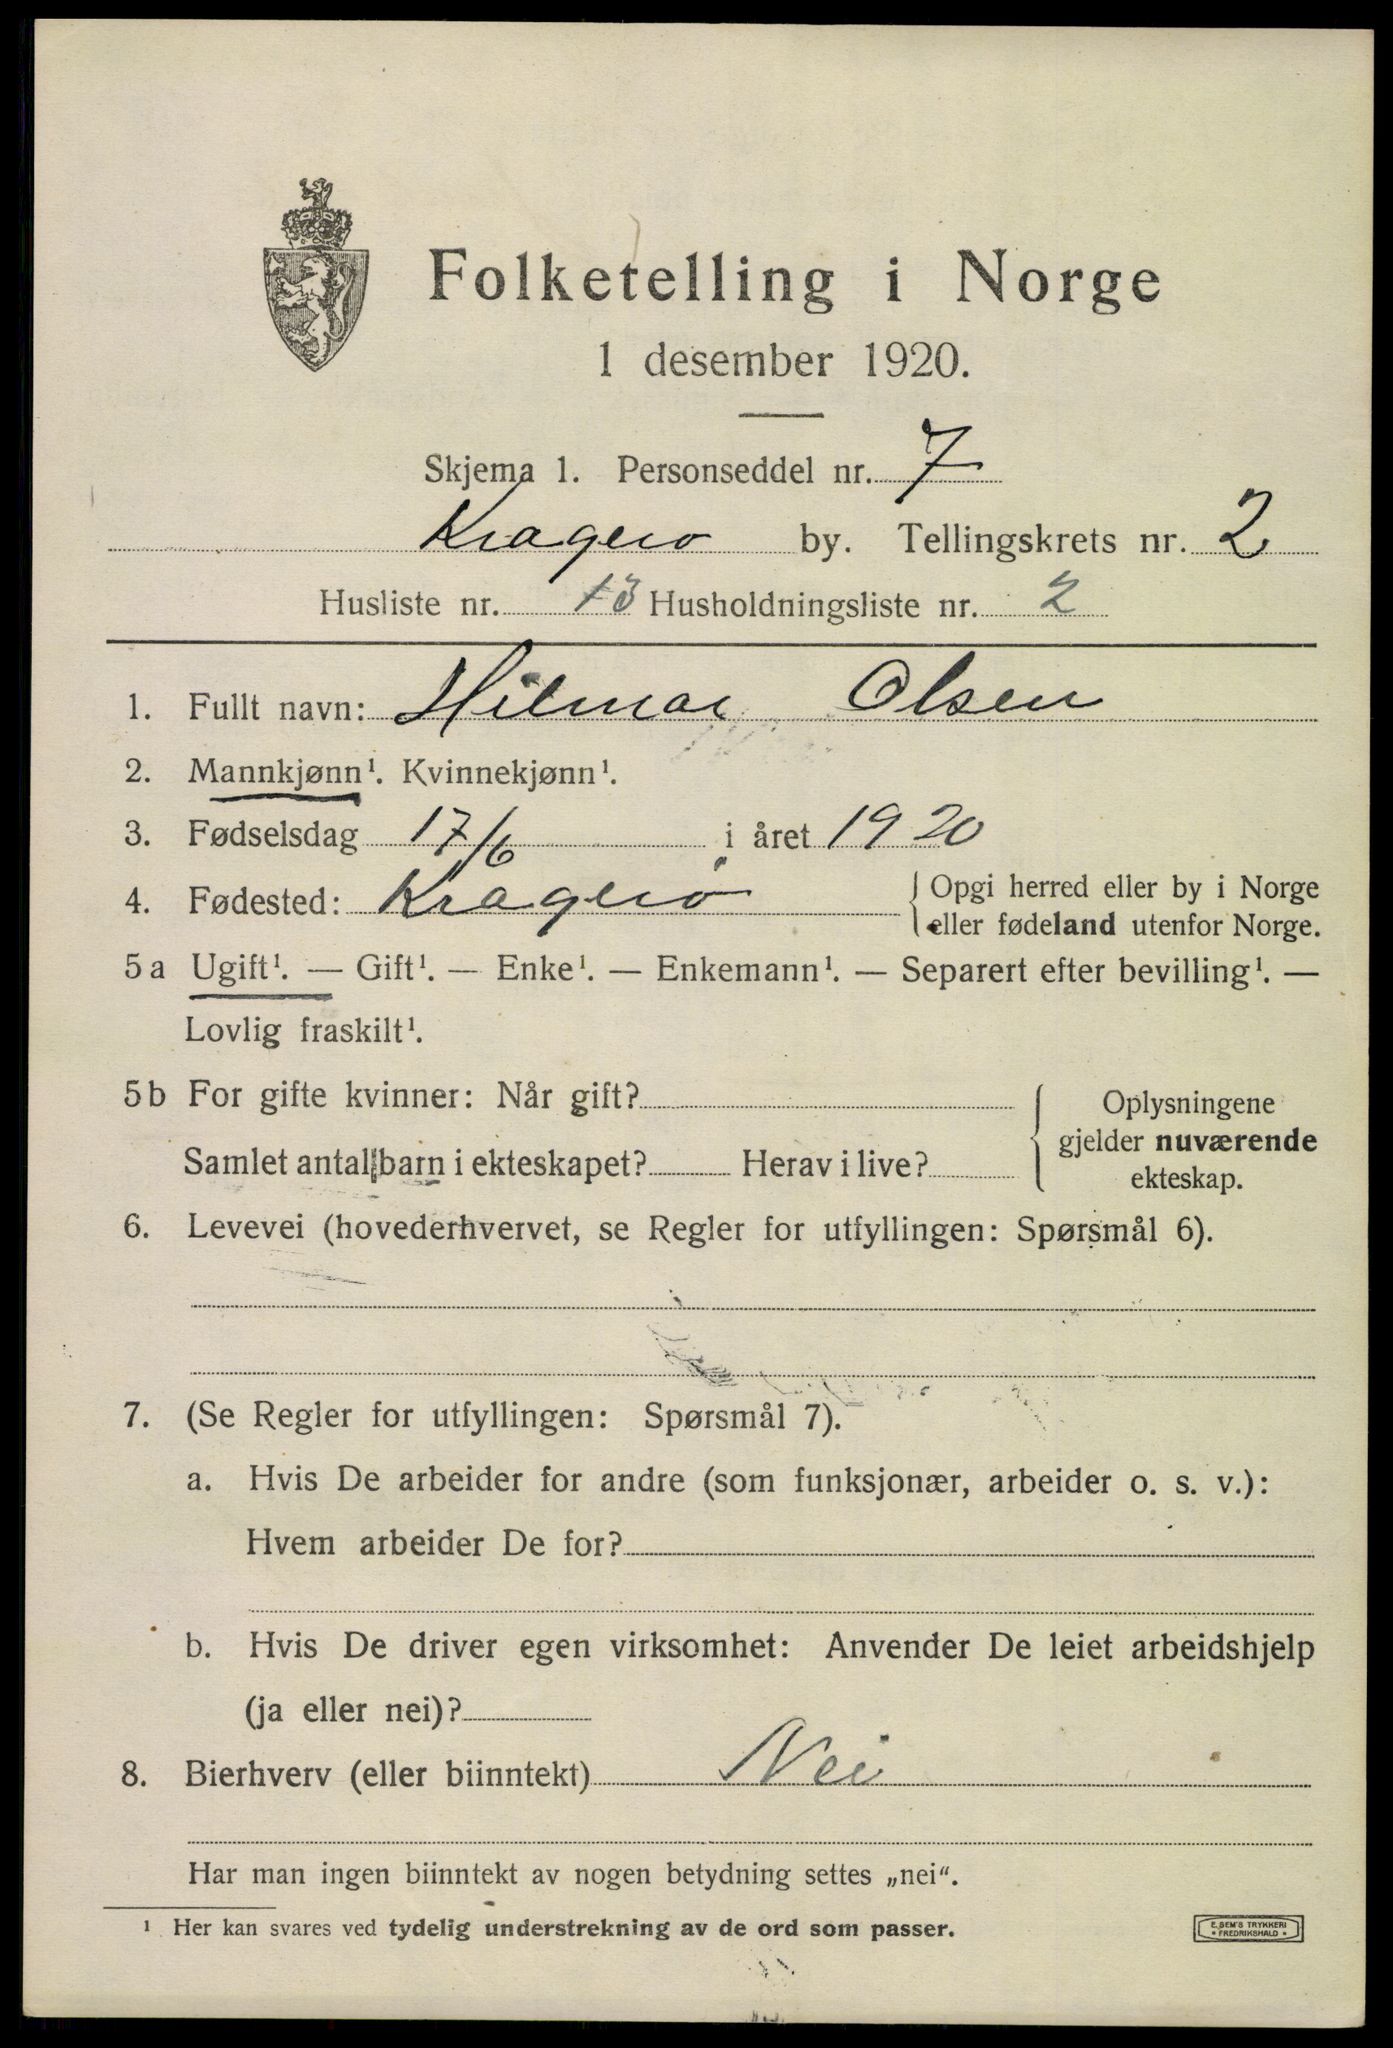 Folketelling i Norge
1 desember 1920.
Skjema 1. Personseddel nr. 7
Kragerø by. Tellingskrets nr. 2
Husliste nr. 13 Husholdningsliste nr. 2
1. Fullt navn: Hilmar Olsen
2. Mannkjønn¹. Kvinnekjønn¹.
3. Fødselsdag 17/6 i året 1920
4. Fødested: Kragerø { Opgi herred eller by i Norge
eller fødeland utenfor Norge.
5 a Ugift¹. — Gift¹. — Enke¹. — Enkemann¹. — Separert efter bevilling¹. —
Lovlig fraskilt¹.
5 b For gifte kvinner: Når gift?
Samlet antall barn i ekteskapet? Herav i live?
Oplysningene
gjelder nuværende
ekteskap.
6. Levevei (hovederhvervet, se Regler for utfyllingen: Spørsmål 6).
7. (Se Regler for utfyllingen: Spørsmål 7).
a. Hvis De arbeider for andre (som funksjonær, arbeider o. s. v.):
Hvem arbeider De for?
b. Hvis De driver egen virksomhet: Anvender De leiet arbeidshjelp
(ja eller nei)?
8. Bierhverv (eller biinntekt) Nei
Har man ingen biinntekt av nogen betydning settes „nei“.
¹ Her kan svares ved tydelig understrekning av de ord som passer.
E. SEM'S TRYKKERI
* FREDRIKSHALD *